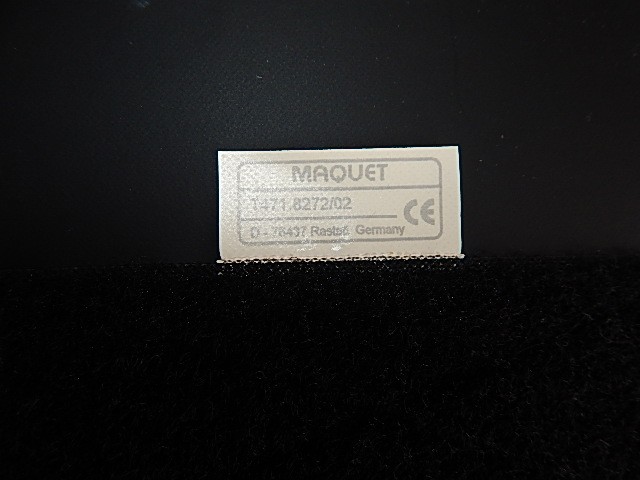 MAQUET
1471.8272/02
CE
D - 76437 Rastatt Germany